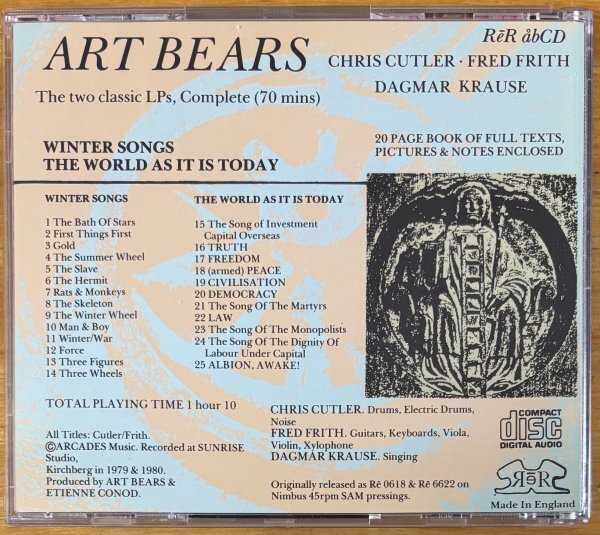 ART BEARS
RēR åbCD
CHRIS CUTLER · FRED FRITH
DAGMAR KRAUSE
The two classic LPs, Complete (70 mins)
WINTER SONGS
THE WORLD AS IT IS TODAY
20 PAGE BOOK OF FULL TEXTS,
PICTURES & NOTES ENCLOSED
WINTER SONGS
1 The Bath Of Stars
2 First Things First
3 Gold
4 The Summer Wheel
5 The Slave
6 The Hermit
7 Rats & Monkeys
8 The Skeleton
9 The Winter Wheel
10 Man & Boy
11 Winter/War
12 Force
13 Three Figures
14 Three Wheels
THE WORLD AS IT IS TODAY
15 The Song of Investment
Capital Overseas
16 TRUTH
17 FREEDOM
18 (armed) PEACE
19 CIVILISATION
20 DEMOCRACY
21 The Song Of The Martyrs
22 LAW
23 The Song Of The Monopolists
24 The Song Of The Dignity Of
Labour Under Capital
25 ALBION, AWAKE!
TOTAL PLAYING TIME 1 hour 10
All Titles: Cutler/Frith.
©ARCADES Music. Recorded at SUNRISE
Studio,
Kirchberg in 1979 & 1980.
Produced by ART BEARS &
ETIENNE CONOD.
CHRIS CUTLER. Drums, Electric Drums,
Noise
FRED FRITH. Guitars, Keyboards, Viola,
Violin, Xylophone
DAGMAR KRAUSE. Singing
Originally released as Rē 0618 & Rē 6622 on
Nimbus 45rpm SAM pressings.
COMPACT
disc
DIGITAL AUDIO
RēR
Made In England